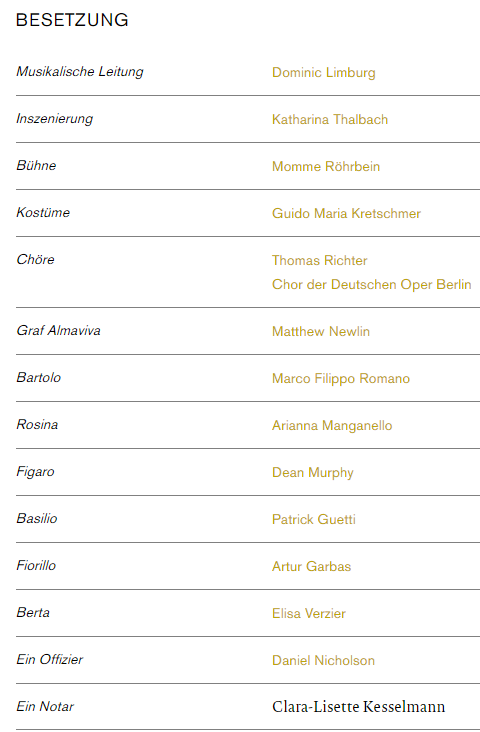 BESETZUNG
Musikalische Leitung Dominic Limburg
Inszenierung Katharina Thalbach
Bühne Momme Röhrbein
Kostüme Guido Maria Kretschmer
Chöre Thomas Richter
Chor der Deutschen Oper Berlin
Graf Almaviva Matthew Newlin
Bartolo Marco Filippo Romano
Rosina Arianna Manganello
Figaro Dean Murphy
Basilio Patrick Guetti
Fiorillo Artur Garbas
Berta Elisa Verzier
Ein Offizier Daniel Nicholson
Ein Notar Clara-Lisette Kesselmann